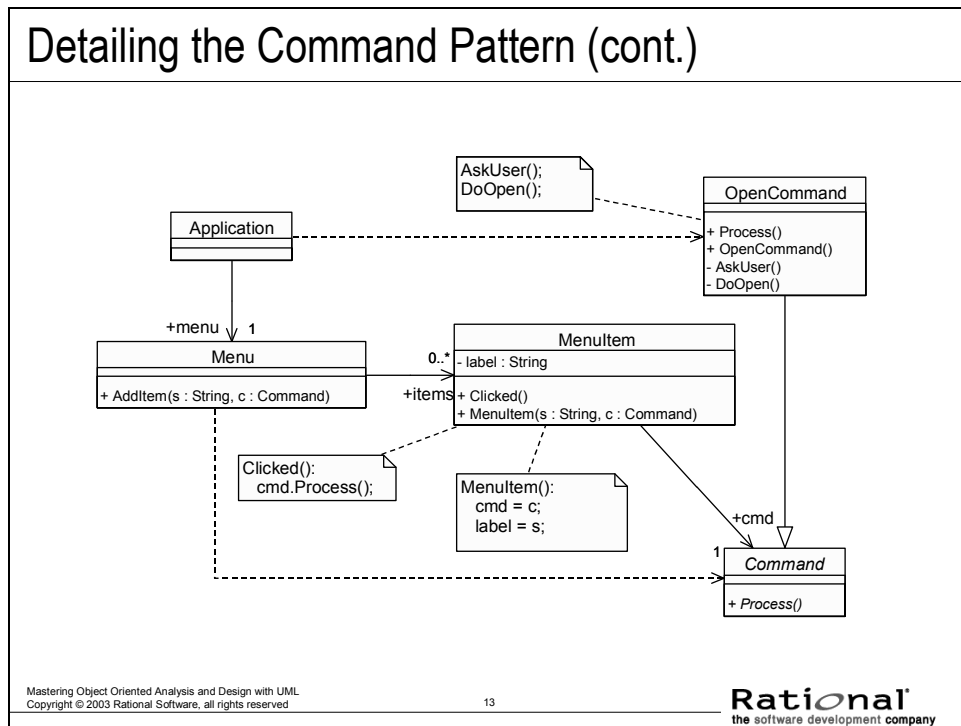 Detailing the Command Pattern (cont.)
AskUser();
DoOpen();
OpenCommand
+ Process()
+ OpenCommand()
- AskUser()
- DoOpen()
Application
+menu 1
Menu
+ AddItem(s : String, c : Command)
0..*
+items
MenuItem
- label : String
+ Clicked()
+ MenuItem(s : String, c : Command)
Clicked():
cmd.Process();
MenuItem():
cmd = c;
label = s;
+cmd
1
Command
+ Process()
Mastering Object Oriented Analysis and Design with UML
Copyright © 2003 Rational Software, all rights reserved
13
Rational
the software development company